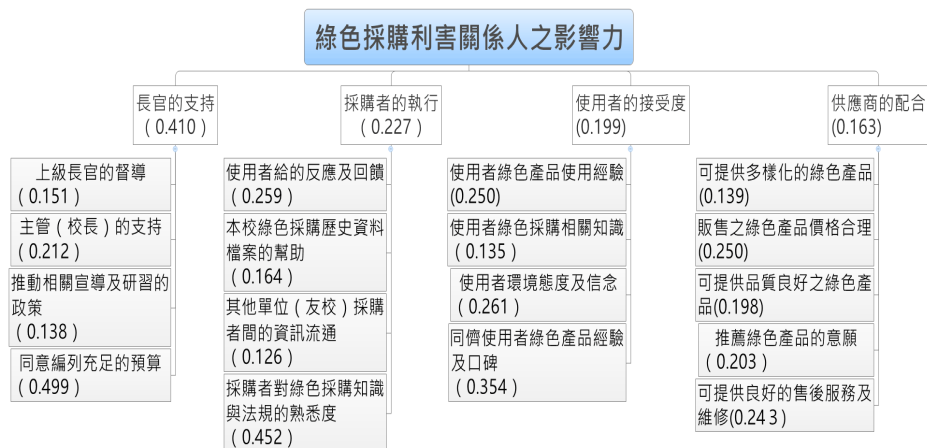 綠色採購利害關係人之影響力
長官的支持
（0.410）
採購者的執行
（0.227）
使用者的接受度
(0.199)
供應商的配合
(0.163)
上級長官的督導
（0.151）
主管（校長）的支持
（0.212）
推動相關宣導及研習的
政策
（0.138）
同意編列充足的預算
（0.499）
使用者給的反應及回饋
（0.259）
本校綠色採購歷史資料
檔案的幫助
（0.164）
其他單位（友校）採購
者間的資訊流通
（0.126）
採購者對綠色採購知識
與法規的熟悉度
（0.452）
使用者綠色產品使用經驗
(0.250)
使用者綠色採購相關知識
（0.135）
使用者環境態度及信念
（0.261）
同儕使用者綠色產品經驗
及口碑
（0.354）
可提供多樣化的綠色產品
(0.139)
販售之綠色產品價格合理
(0.250)
可提供品質良好之綠色產
品(0.198)
推薦綠色產品的意願
（0.203）
可提供良好的售後服務及
維修(0.24 3）